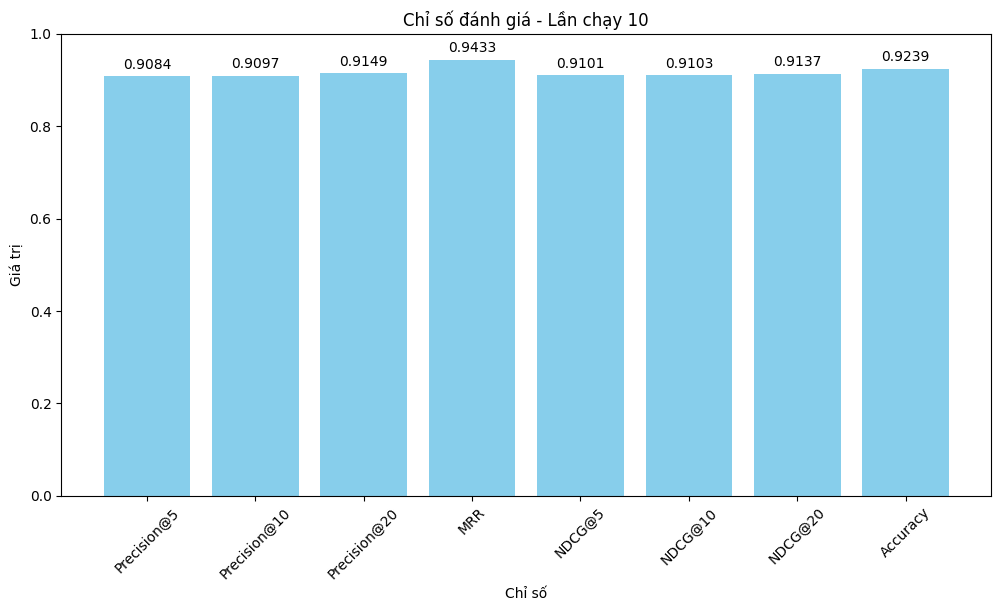 Chỉ số đánh giá - Lần chạy 10
Giá trị
1.0
0.8
0.6
0.4
0.2
0.0
0.9084
0.9097
0.9149
0.9433
0.9101
0.9103
0.9137
0.9239
Precision@5
Precision@10
Precision@20
MRR
NDCG@5
NDCG@10
NDCG@20
Accuracy
Chỉ số